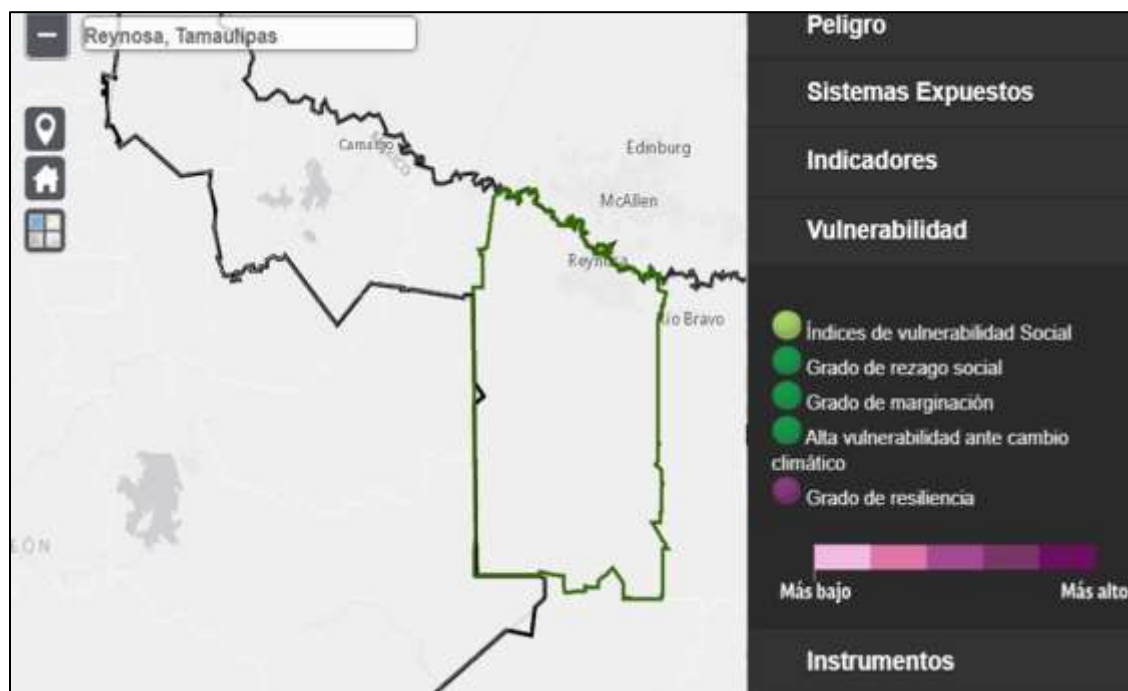 Reynosa, Tamaulipas
Camargo
MÉXICO
Edinburg
McAllen
Reynosa
Río Bravo
Peligro
Sistemas Expuestos
Indicadores
Vulnerabilidad
Índices de vulnerabilidad Social
Grado de rezago social
Grado de marginación
Alta vulnerabilidad ante cambio
climático
Grado de resiliencia
Más bajo
Más alto
Instrumentos